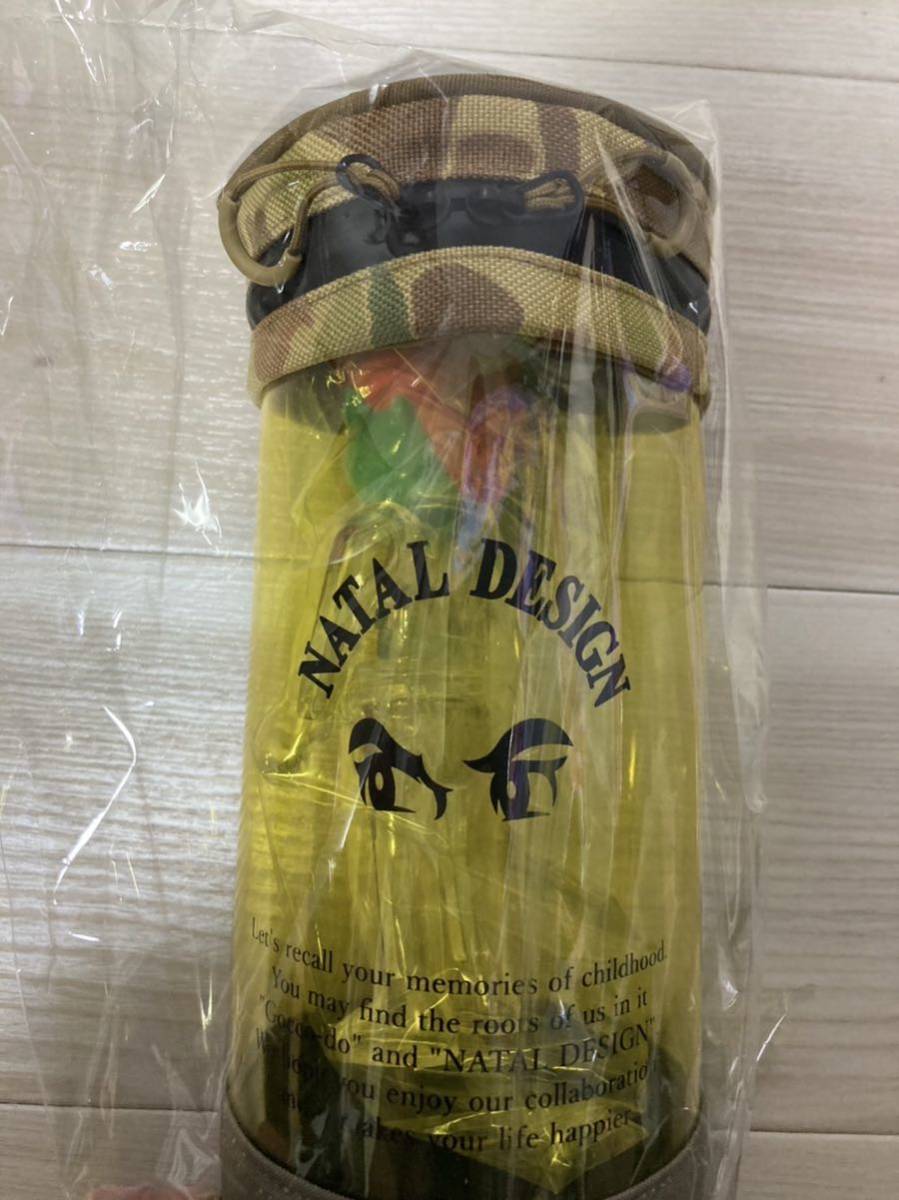 NATAL DESIGN
Let's recall your memories of childhood.
You may find the roots of us in it
and "NATAL DESIGN"
you enjoy our collaboration
your life happier